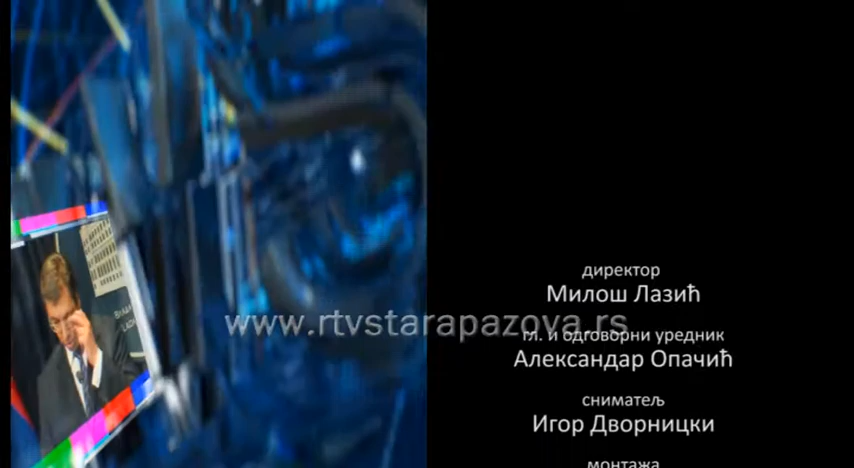 директор
Милош Лазић
www.rtvstarapazova.rs
гл. и одговорни уредник
Александар Опачић
сниматељ
Игор Дворницки
монтажа